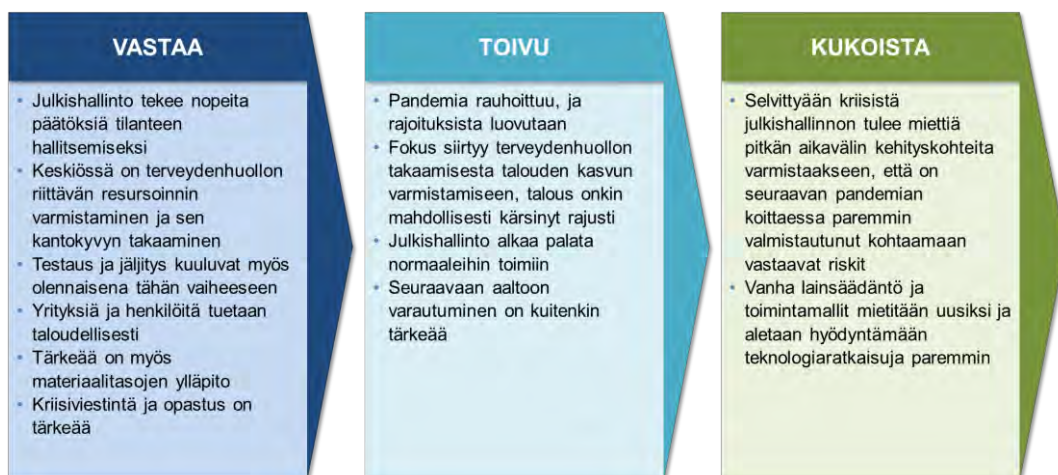 VASTAA
• Julkishallinto tekee nopeita
päätöksiä tilanteen
hallitsemiseksi
• Keskiössä on terveydenhuollon
riittävän resursoinnin
varmistaminen ja sen
kantokyvyn takaaminen
• Testaus ja jäljitys kuuluvat myös
olennaisena tähän vaiheeseen
• Yrityksiä ja henkilöitä tuetaan
taloudellisesti
• Tärkeää on myös
materiaalitasojen ylläpito
• Kriisiviestintä ja opastus on
tärkeää
TOIVU
• Pandemia rauhoittuu, ja
rajoituksista luovutaan
• Fokus siirtyy terveydenhuollon
takaamisesta talouden kasvun
varmistamiseen, talous onkin
mahdollisesti kärsinyt rajusti
• Julkishallinto alkaa palata
normaaleihin toimiin
• Seuraavaan aaltoon
varautuminen on kuitenkin
tärkeää
KUKOISTA
• Selvittyään kriisistä
julkishallinnon tulee miettiä
pitkän aikavälin kehityskohteita
varmistaakseen, että on
seuraavan pandemian
koittaessa paremmin
valmistautunut kohtaamaan
vastaavat riskit
• Vanha lainsäädäntö ja
toimintamallit mietitään uusiksi ja
aletaan hyödyntämään
teknologiaratkaisuja paremmin